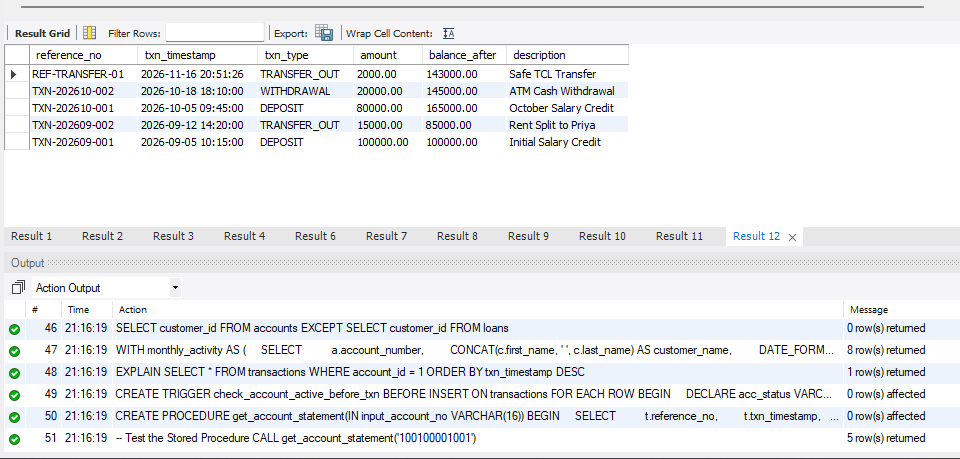 Result Grid Filter Rows: Export: Wrap Cell Content:
reference_no txn_timestamp txn_type amount balance_after description
REF-TRANSFER-01 2026-11-16 20:51:26 TRANSFER_OUT 2000.00 143000.00 Safe TCL Transfer
TXN-202610-002 2026-10-18 18:10:00 WITHDRAWAL 20000.00 145000.00 ATM Cash Withdrawal
TXN-202610-001 2026-10-05 09:45:00 DEPOSIT 80000.00 165000.00 October Salary Credit
TXN-202609-002 2026-09-12 14:20:00 TRANSFER_OUT 15000.00 85000.00 Rent Split to Priya
TXN-202609-001 2026-09-05 10:15:00 DEPOSIT 100000.00 100000.00 Initial Salary Credit
Result 1 Result 2 Result 3 Result 4 Result 6 Result 7 Result 8 Result 9 Result 10 Result 11 Result 12
Output
Action Output
# Time Action Message
46 21:16:19 SELECT customer_id FROM accounts EXCEPT SELECT customer_id FROM loans 0 row(s) returned
47 21:16:19 WITH monthly_activity AS ( SELECT a.account_number, CONCAT(c.first_name, ' ', c.last_name) AS customer_name, DATE_FORM... 8 row(s) returned
48 21:16:19 EXPLAIN SELECT * FROM transactions WHERE account_id = 1 ORDER BY txn_timestamp DESC 1 row(s) returned
49 21:16:19 CREATE TRIGGER check_account_active_before_txn BEFORE INSERT ON transactions FOR EACH ROW BEGIN DECLARE acc_status VARC... 0 row(s) affected
50 21:16:19 CREATE PROCEDURE get_account_statement(IN input_account_no VARCHAR(16)) BEGIN SELECT t.reference_no, t.txn_timestamp, ... 0 row(s) affected
51 21:16:19 -- Test the Stored Procedure CALL get_account_statement('100100001001') 5 row(s) returned